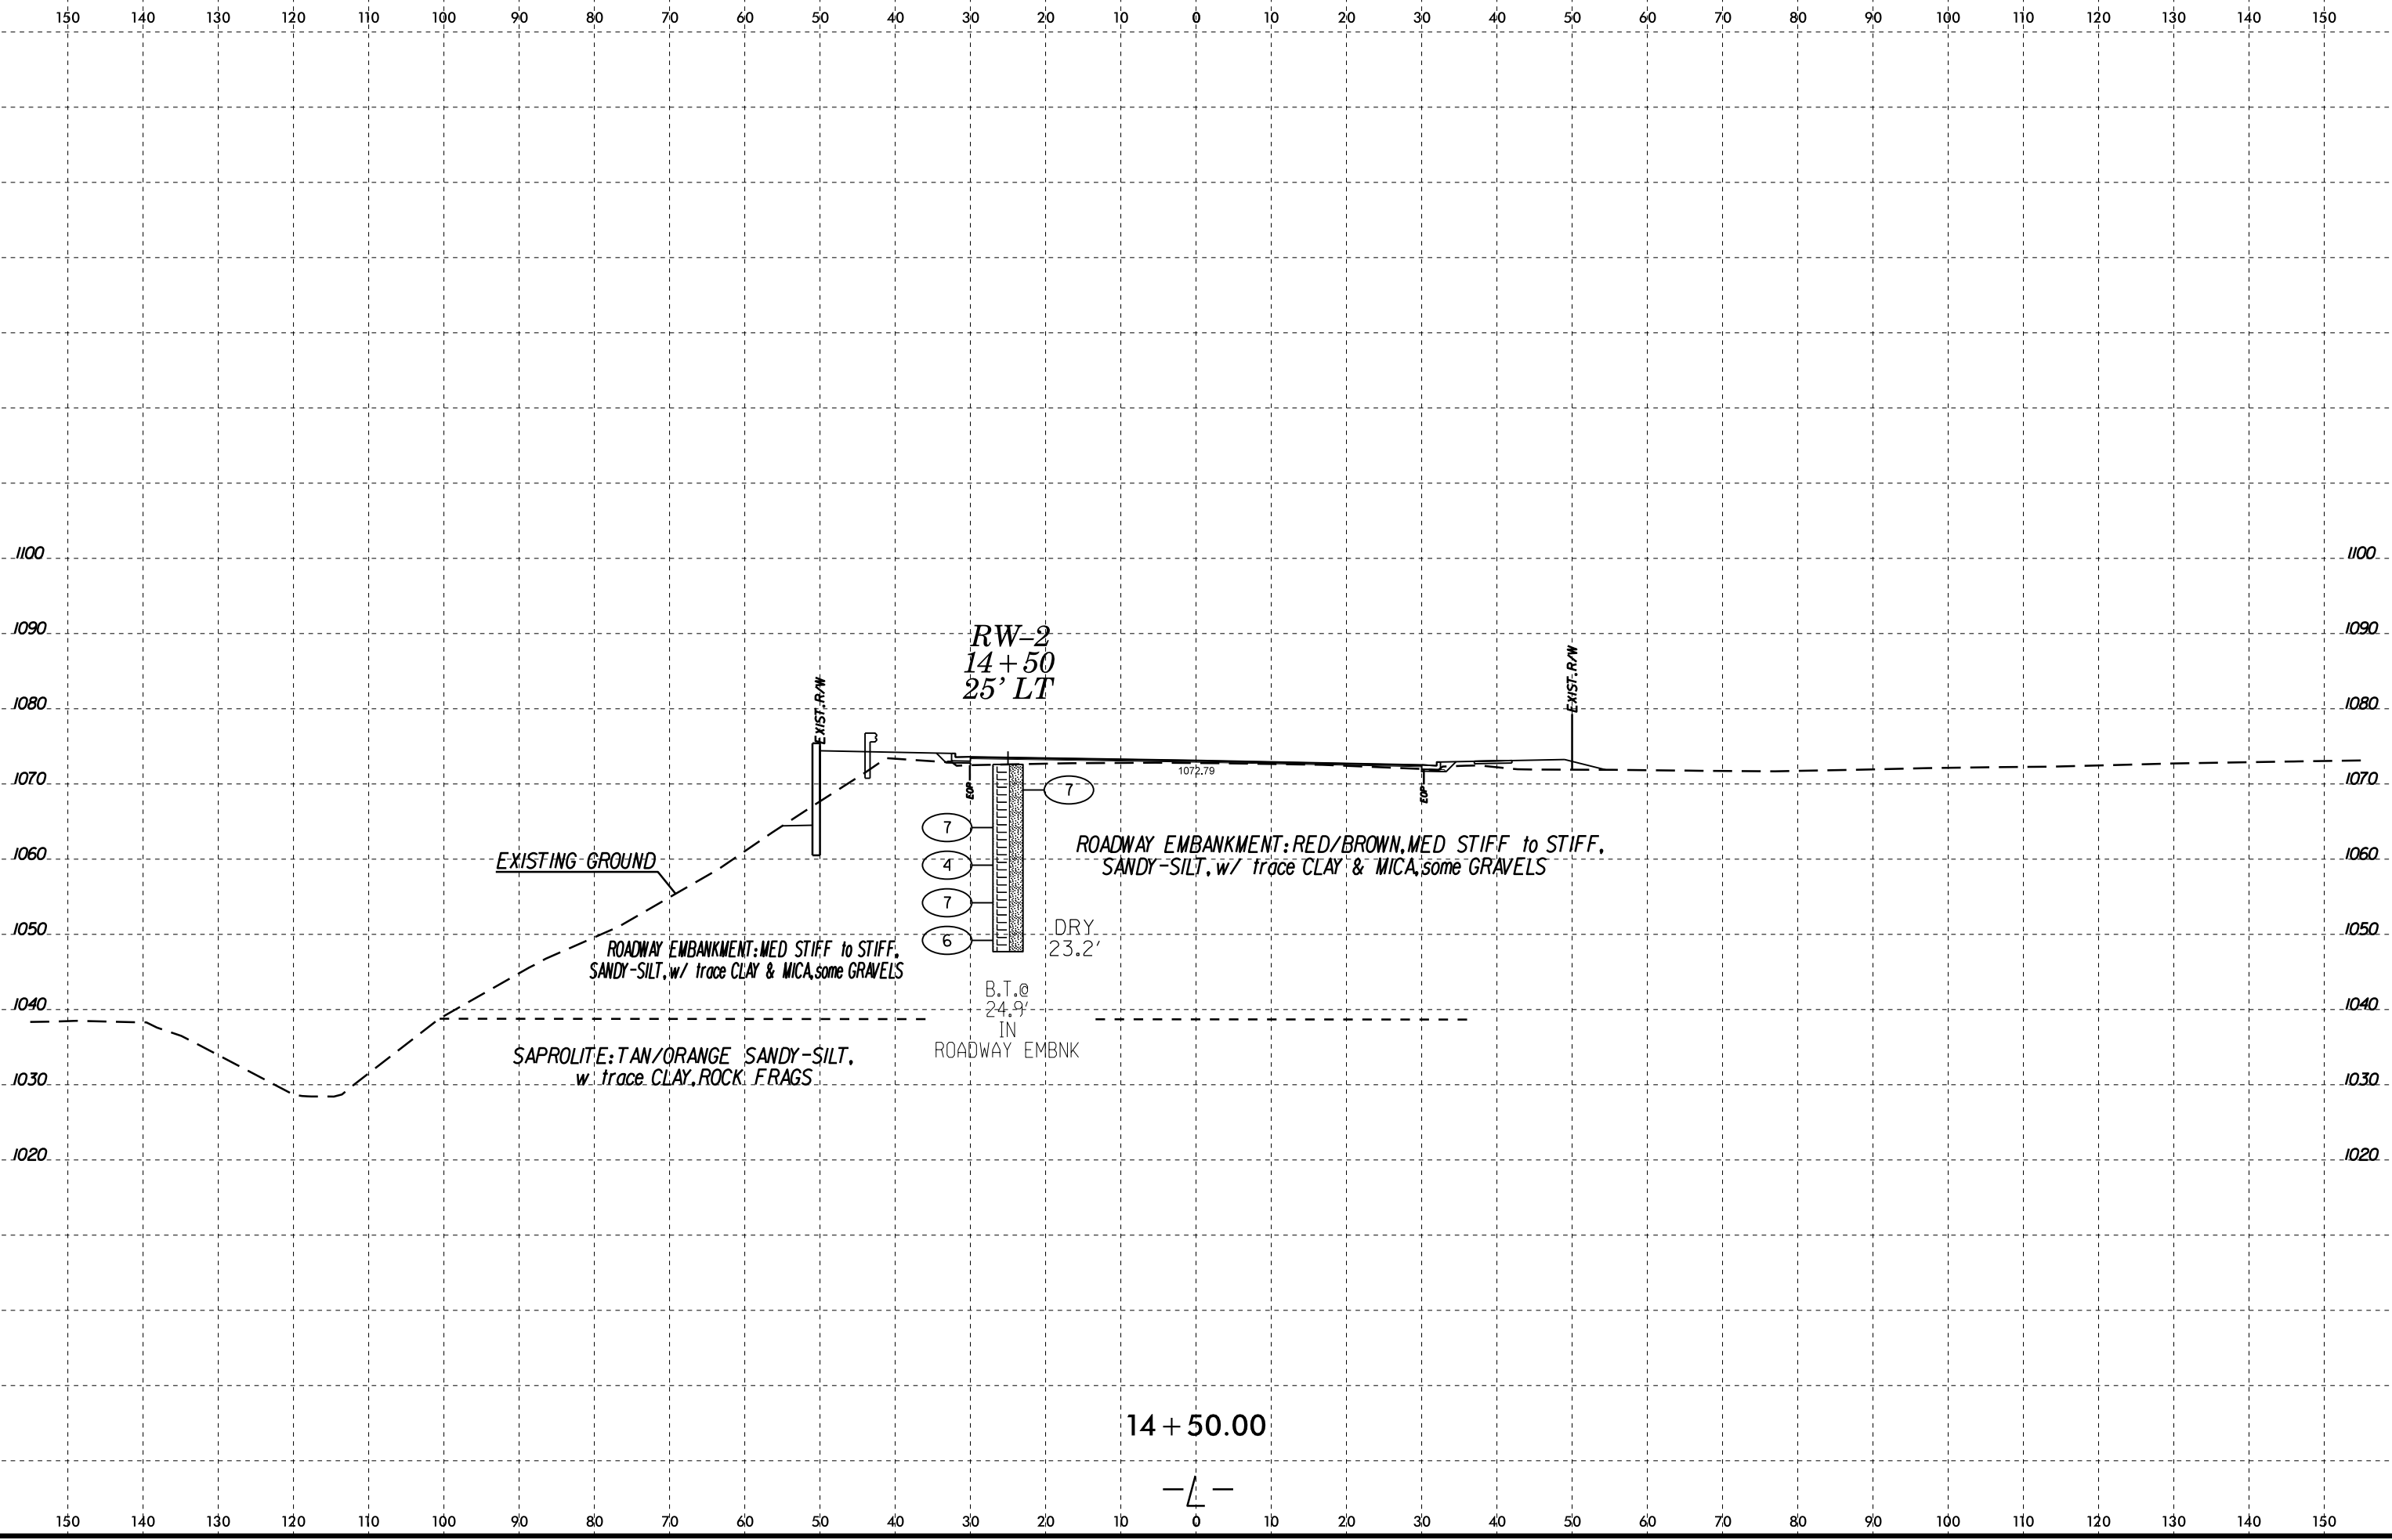 150 140 130 120 110 100 90 80 70 60 50 40 30 20 10 0 10 20 30 40 50 60 70 80 90 100 110 120 130 140 150
1100 1100
1090 1090
RW-2
14+50
25' LT
EXIST. R/W
EXIST. R/W
1080 1080
1070 1070
1072.79
EOP
EOP
7
7
4
7
6
ROADWAY EMBANKMENT: RED/BROWN, MED STIFF to STIFF,
SANDY-SILT, w/ trace CLAY & MICA, some GRAVELS
1060 1060
EXISTING GROUND
1050 1050
DRY
23.2'
ROADWAY EMBANKMENT: MED STIFF to STIFF,
SANDY-SILT, w/ trace CLAY & MICA, some GRAVELS
B.T.@
24.9'
IN
ROADWAY EMBNK
1040 1040
SAPROLITE: TAN/ORANGE SANDY-SILT,
w trace CLAY, ROCK FRAGS
1030 1030
1020 1020
14+50.00
-L-
150 140 130 120 110 100 90 80 70 60 50 40 30 20 10 0 10 20 30 40 50 60 70 80 90 100 110 120 130 140 150